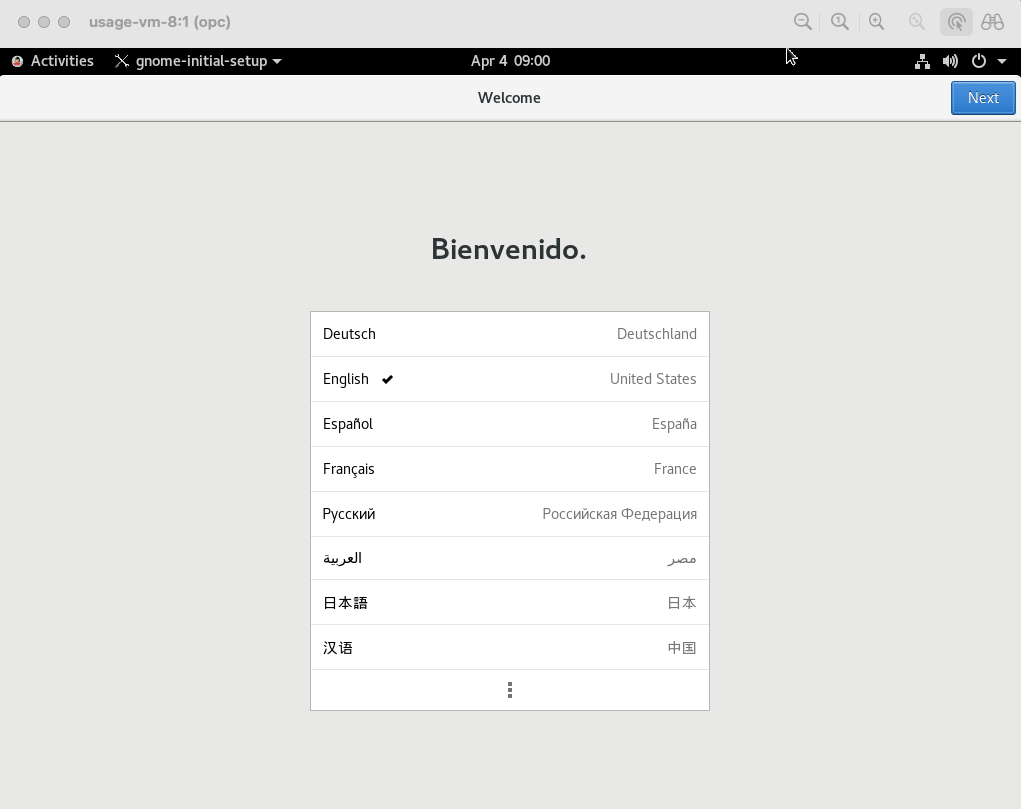 usage-vm-8:1 (opc)
Activities gnome-initial-setup Apr 4 09:00
Welcome Next
Bienvenido.
Deutsch Deutschland
English United States
Español España
Français France
Русский Российская Федерация
العربية مصر
日本語 日本
汉语 中国